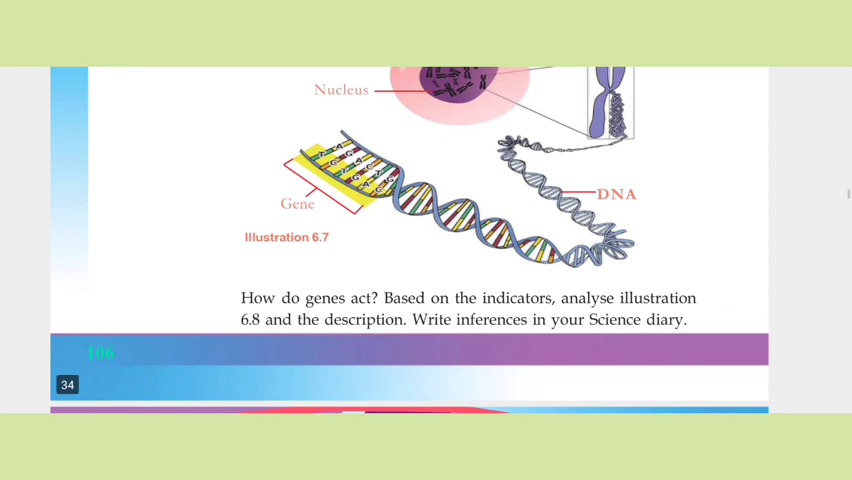 Nucleus
DNA
Gene
Illustration 6.7
How do genes act? Based on the indicators, analyse illustration
6.8 and the description. Write inferences in your Science diary.
106
34